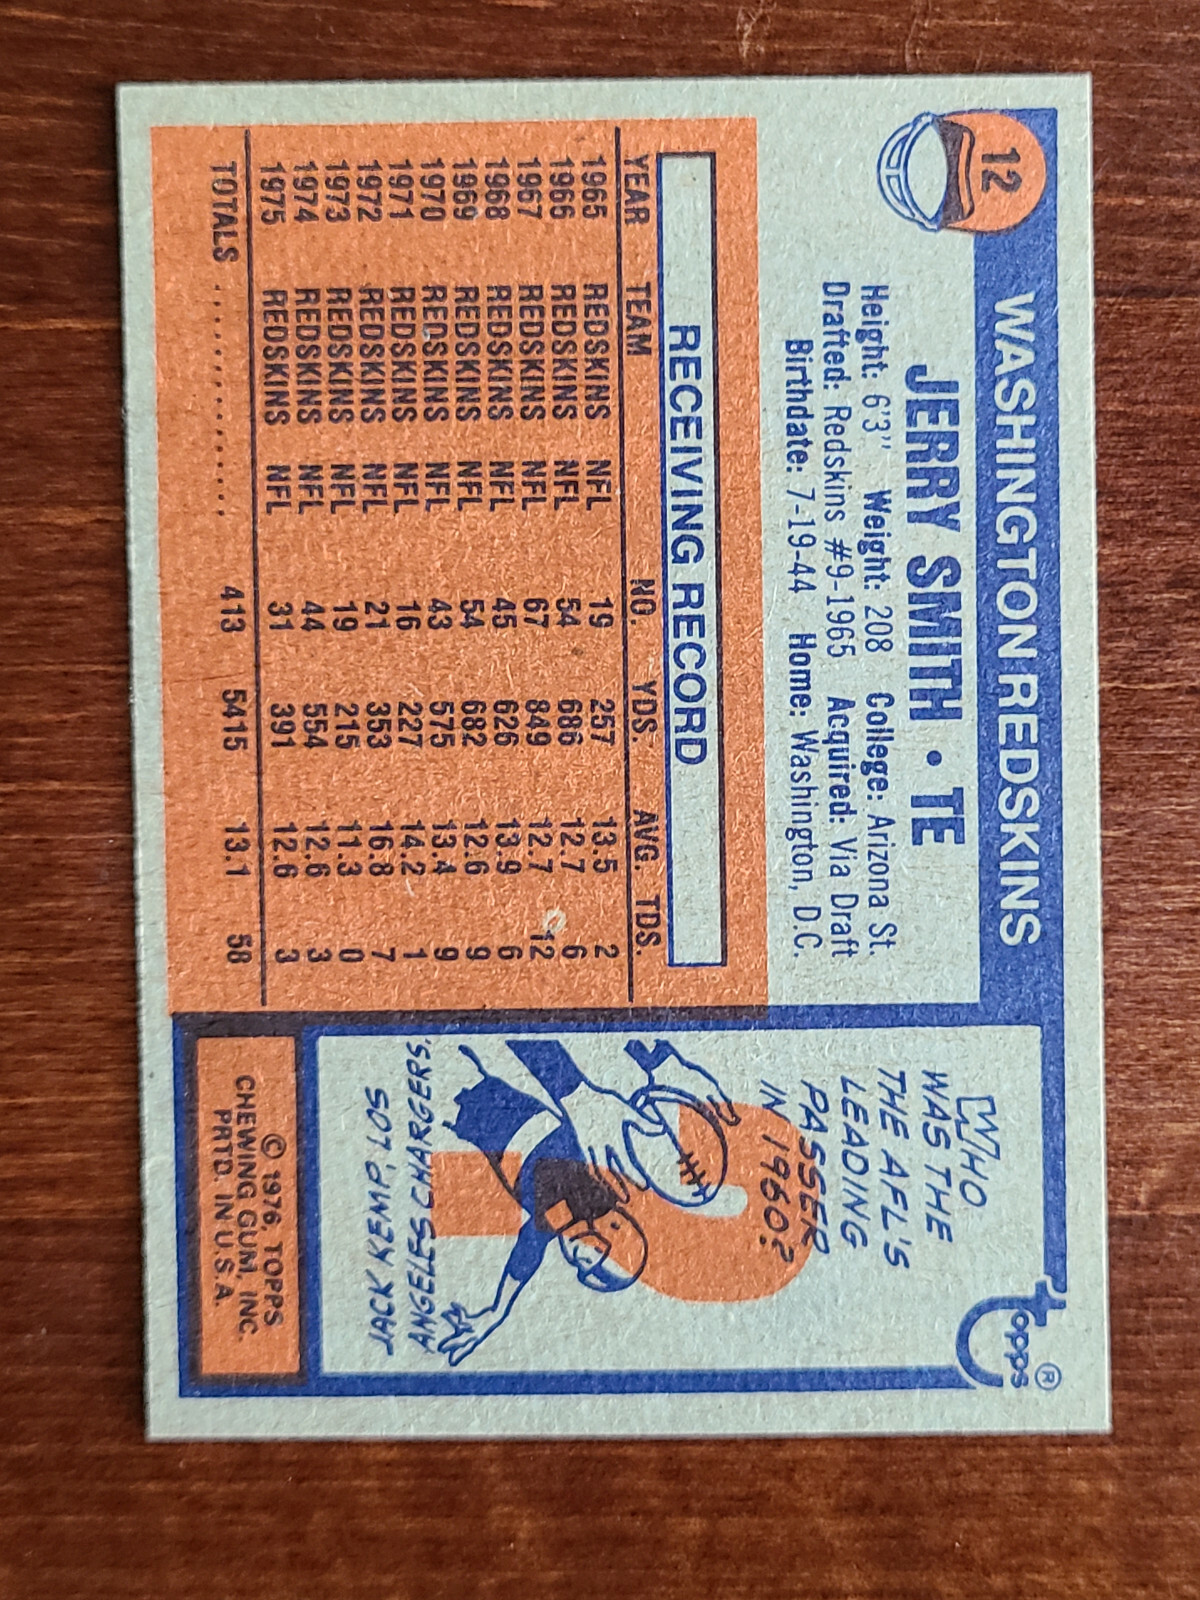 12
WASHINGTON REDSKINS
JERRY SMITH • TE
Height: 6'3" Weight: 208 College: Arizona St.
Drafted: Redskins #9-1965 Acquired: Via Draft
Birthdate: 7-19-44 Home: Washington, D.C.
RECEIVING RECORD
YEAR TEAM NO. YDS. AVG. TDS.
1965 REDSKINS NFL 19 257 13.5 2
1966 REDSKINS NFL 54 686 12.7 6
1967 REDSKINS NFL 67 849 12.7 12
1968 REDSKINS NFL 45 626 13.9 6
1969 REDSKINS NFL 54 682 12.6 9
1970 REDSKINS NFL 43 575 13.4 9
1971 REDSKINS NFL 16 227 14.2 1
1972 REDSKINS NFL 21 353 16.8 7
1973 REDSKINS NFL 19 215 11.3 0
1974 REDSKINS NFL 44 554 12.6 3
1975 REDSKINS NFL 31 391 12.6 3
TOTALS .............. 413 5415 13.1 58
Topps®
WHO
WAS THE
THE AFL'S
LEADING
PASSER
IN 1960?
JACK KEMP, LOS
ANGELES CHARGERS.
© 1976, TOPPS
CHEWING GUM, INC.
PRTD. IN U.S.A.